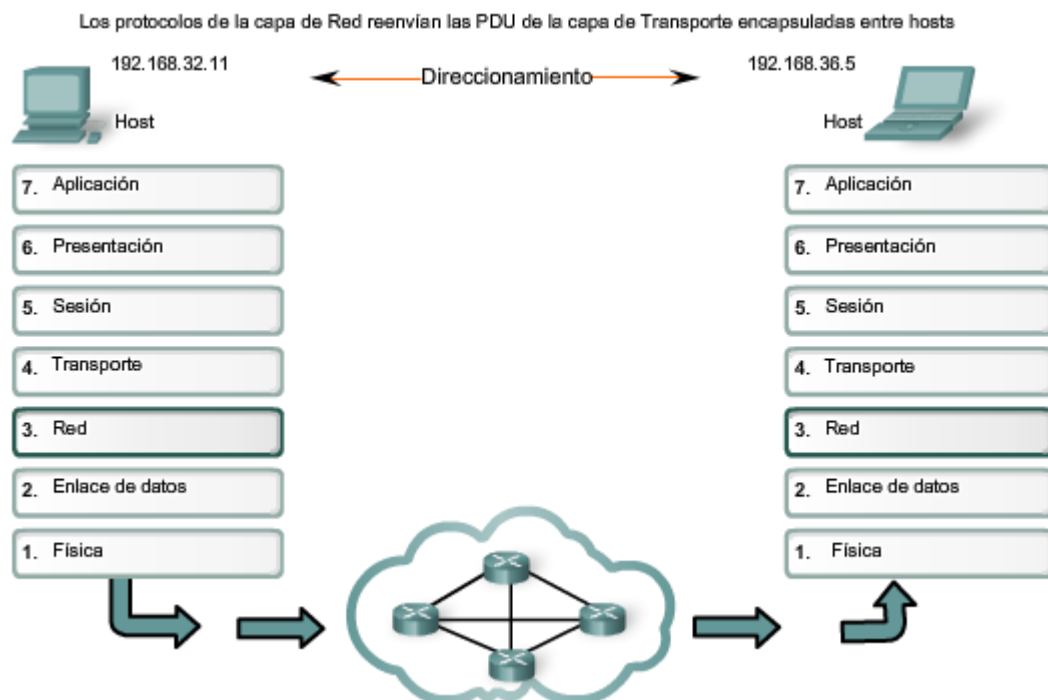 Los protocolos de la capa de Red reenvían las PDU de la capa de Transporte encapsuladas entre hosts
192.168.32.11
Direccionamiento
192.168.36.5
Host
Host
7. Aplicación
6. Presentación
5. Sesión
4. Transporte
3. Red
2. Enlace de datos
1. Física
7. Aplicación
6. Presentación
5. Sesión
4. Transporte
3. Red
2. Enlace de datos
1. Física